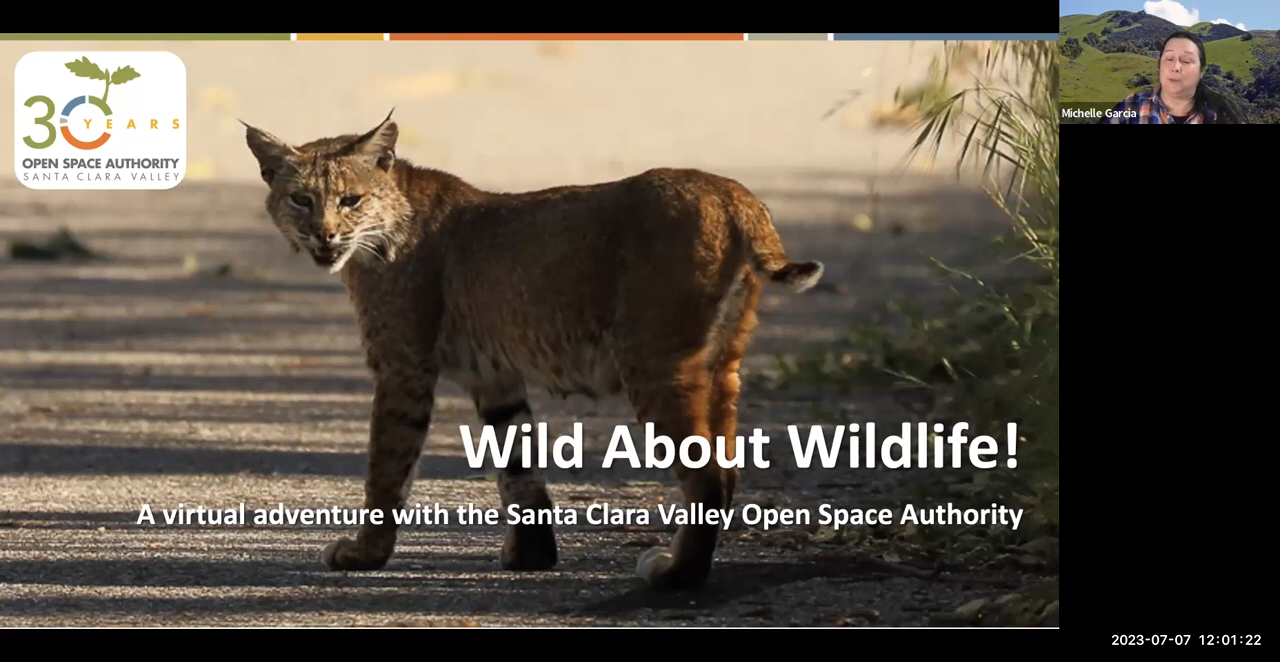 30
YEARS
OPEN SPACE AUTHORITY
SANTA CLARA VALLEY
Michelle Garcia
Wild About Wildlife!
A virtual adventure with the Santa Clara Valley Open Space Authority
2023-07-07 12:01:22